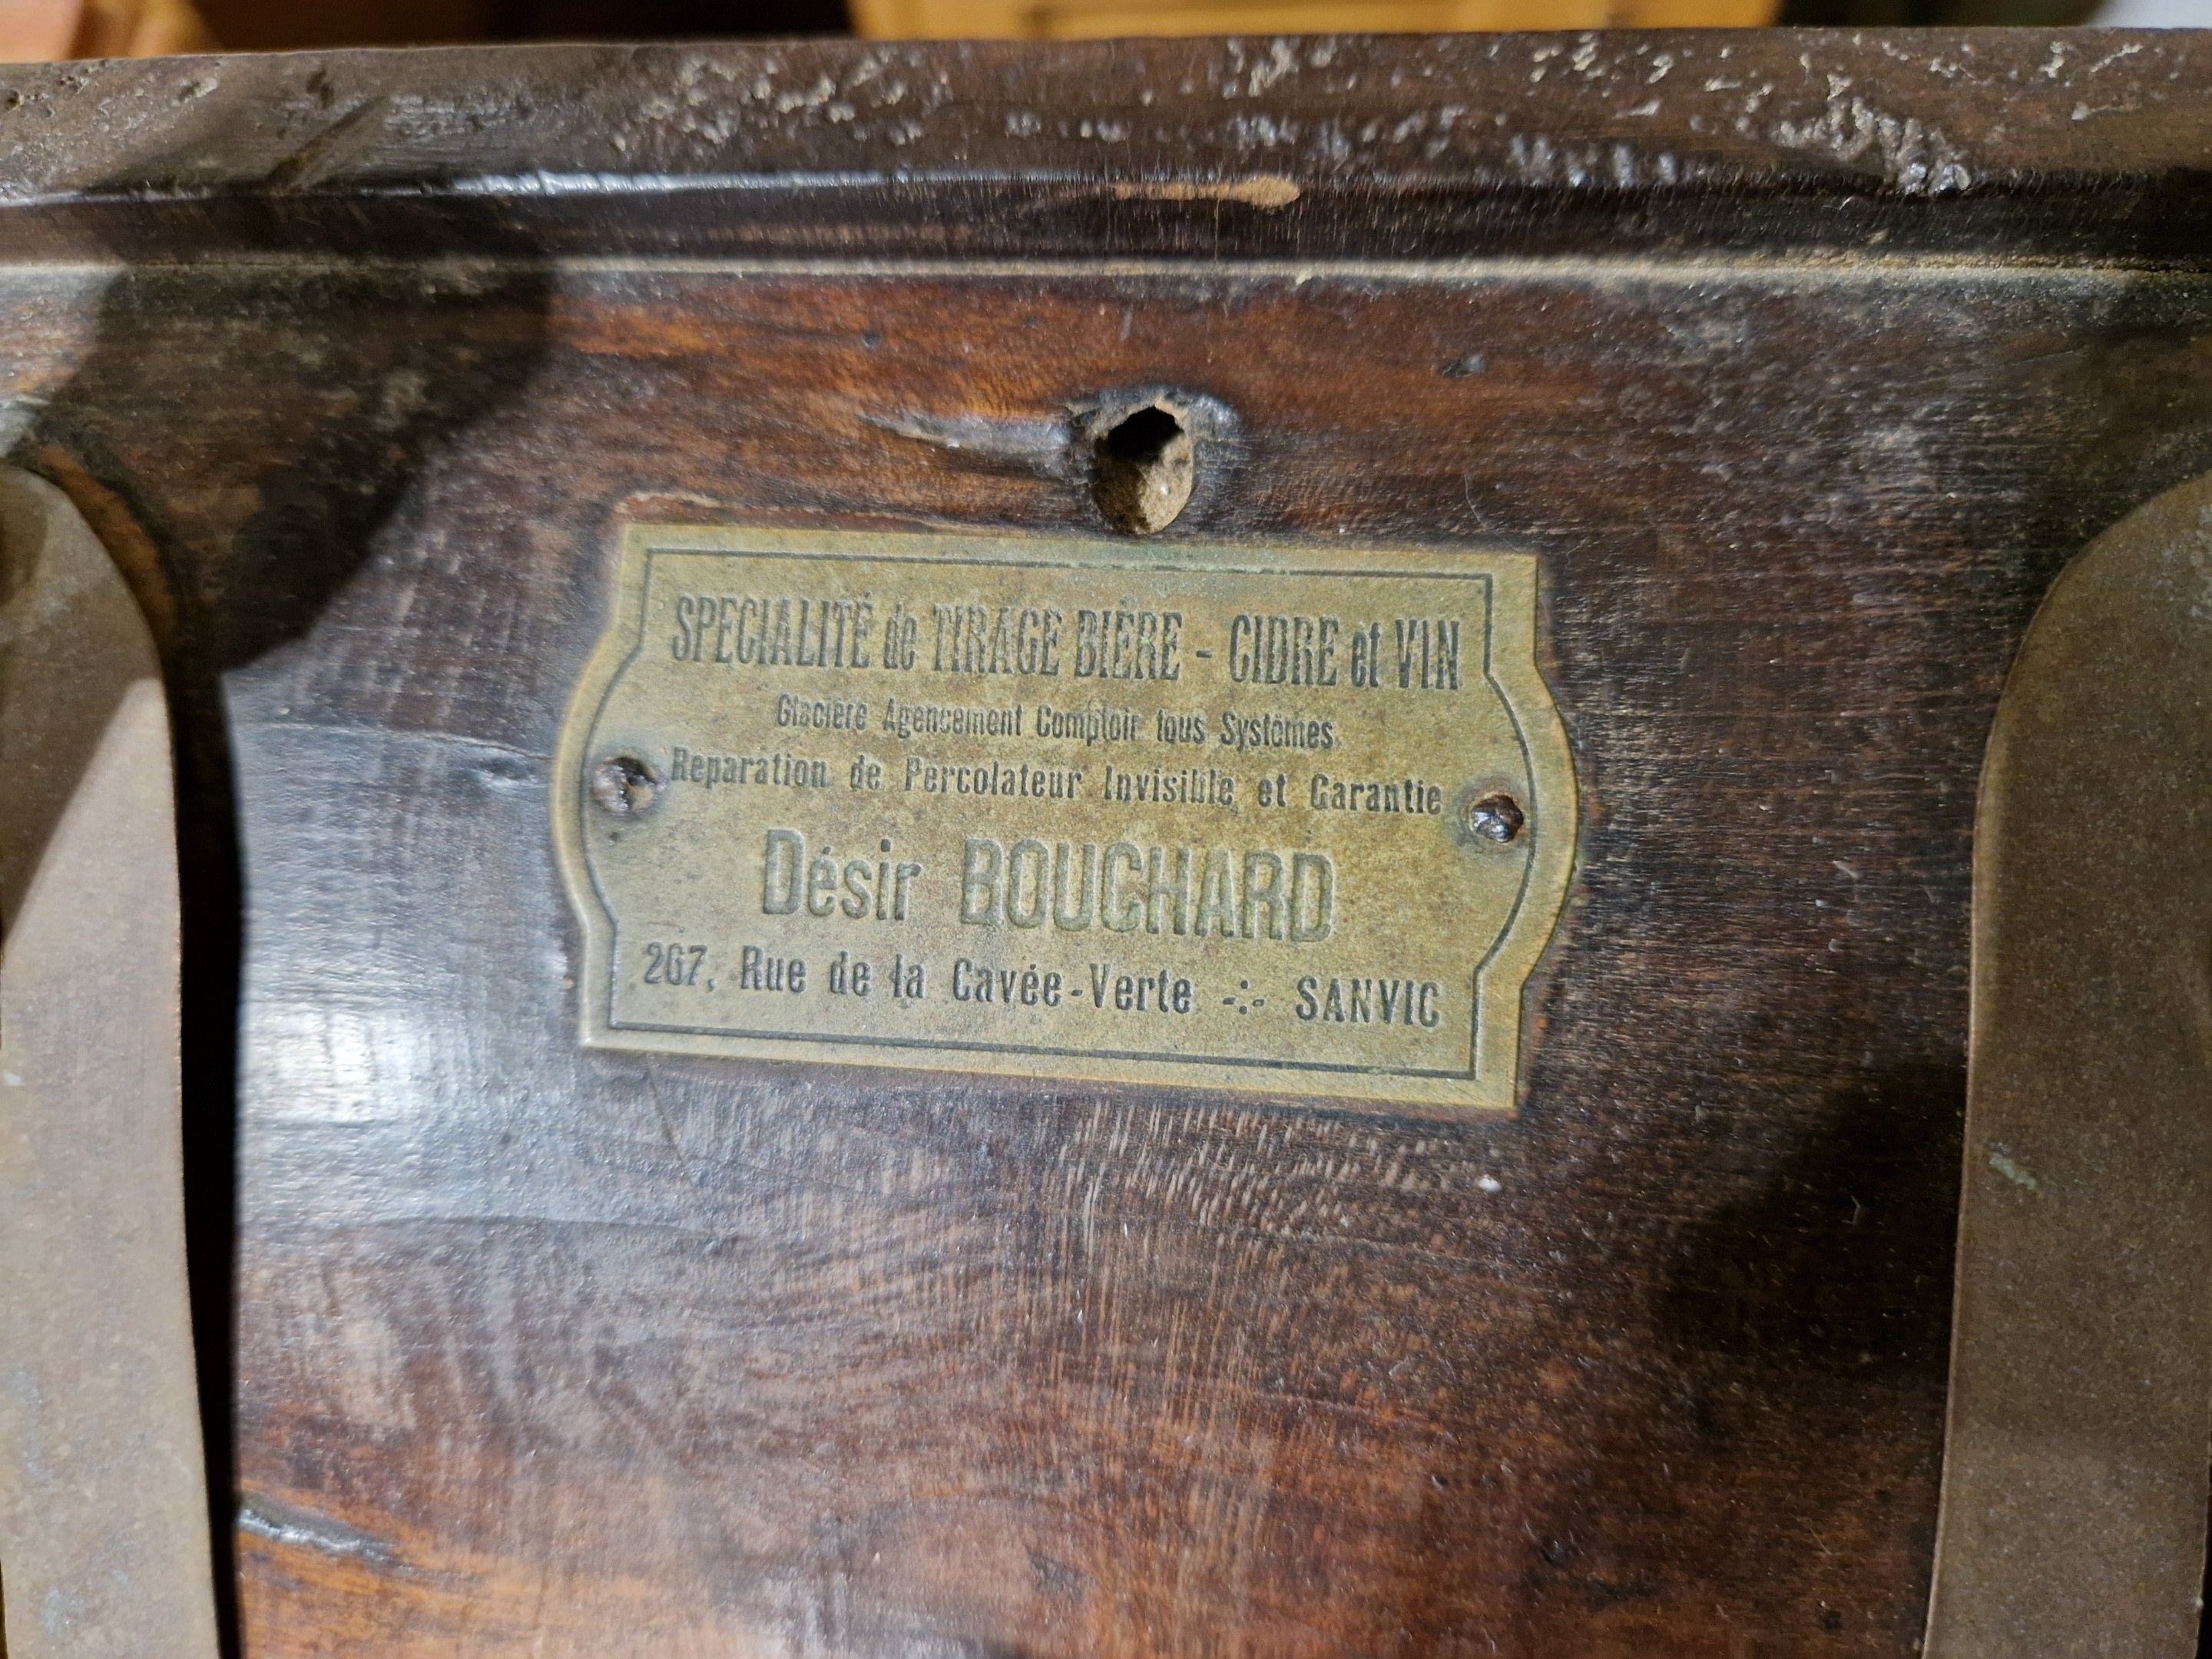 SPECIALITÉ de TIRAGE BIÈRE - CIDRE et VIN
Glacière Agencement Comptoir tous Systèmes
Reparation de Percolateur Invisible et Garantie
Désir BOUCHARD
267, Rue de la Cavée-Verte -:- SANVIC